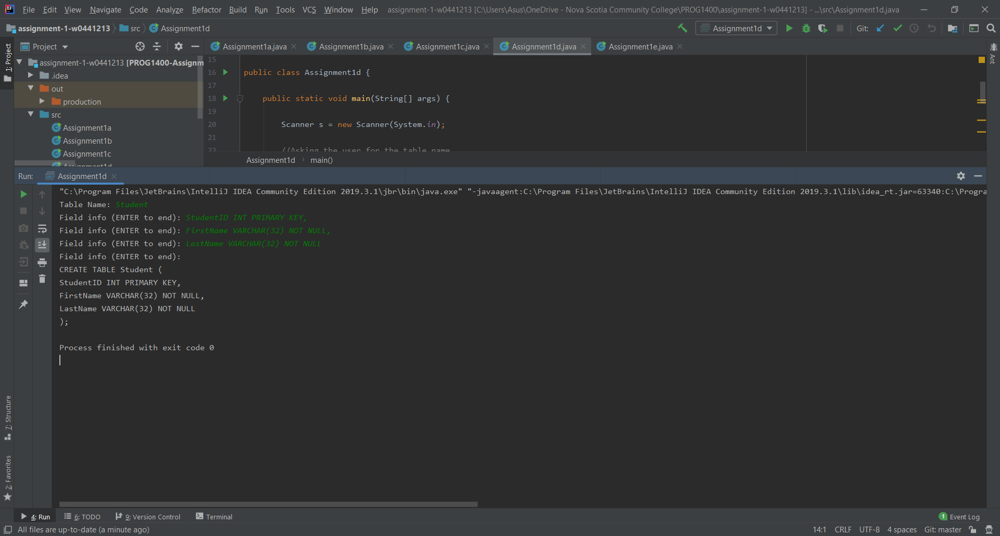 File Edit View Navigate Code Analyze Refactor Build Run Tools VCS Window Help assignment-1-w0441213 [C:\Users\Asus\OneDrive - Nova Scotia Community College\PROG1400\assignment-1-w0441213] - ...\src\Assignment1d.java
assignment-1-w0441213 src Assignment1d Assignment1d Git:
Project Assignment1a.java Assignment1b.java Assignment1c.java Assignment1d.java Assignment1e.java
1: Project
Ant
assignment-1-w0441213 [PROG1400-Assignm
.idea
out
production
src
Assignment1a
Assignment1b
Assignment1c
Assignment1d
15
16 public class Assignment1d {
17
18 public static void main(String[] args) {
19
20 Scanner s = new Scanner(System.in);
21
22 //Asking the user for the table name
Assignment1d main()
Run: Assignment1d
"C:\Program Files\JetBrains\IntelliJ IDEA Community Edition 2019.3.1\jbr\bin\java.exe" "-javaagent:C:\Program Files\JetBrains\IntelliJ IDEA Community Edition 2019.3.1\lib\idea_rt.jar=63340:C:\Progra
Table Name: Student
Field info (ENTER to end): StudentID INT PRIMARY KEY,
Field info (ENTER to end): FirstName VARCHAR(32) NOT NULL,
Field info (ENTER to end): LastName VARCHAR(32) NOT NULL
Field info (ENTER to end):
CREATE TABLE Student (
StudentID INT PRIMARY KEY,
FirstName VARCHAR(32) NOT NULL,
LastName VARCHAR(32) NOT NULL
);
Process finished with exit code 0
7: Structure
2: Favorites
4: Run 6: TODO 9: Version Control Terminal 1 Event Log
All files are up-to-date (a minute ago) 14:1 CRLF UTF-8 4 spaces Git: master